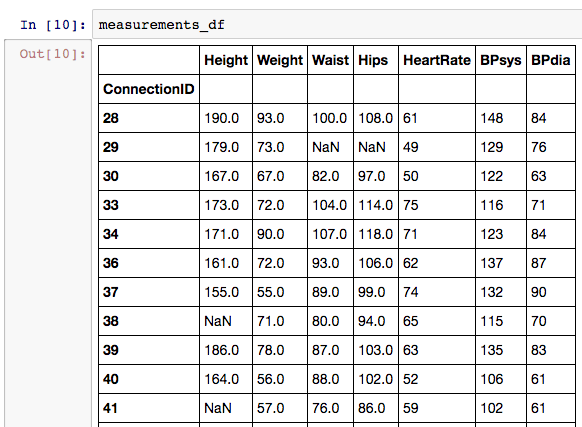 In [10]: measurements_df
Out[10]:
Height Weight Waist Hips HeartRate BPsys BPdia
ConnectionID
28 190.0 93.0 100.0 108.0 61 148 84
29 179.0 73.0 NaN NaN 49 129 76
30 167.0 67.0 82.0 97.0 50 122 63
33 173.0 72.0 104.0 114.0 75 116 71
34 171.0 90.0 107.0 118.0 71 123 84
36 161.0 72.0 93.0 106.0 62 137 87
37 155.0 55.0 89.0 99.0 74 132 90
38 NaN 71.0 80.0 94.0 65 115 70
39 186.0 78.0 87.0 103.0 63 135 83
40 164.0 56.0 88.0 102.0 52 106 61
41 NaN 57.0 76.0 86.0 59 102 61